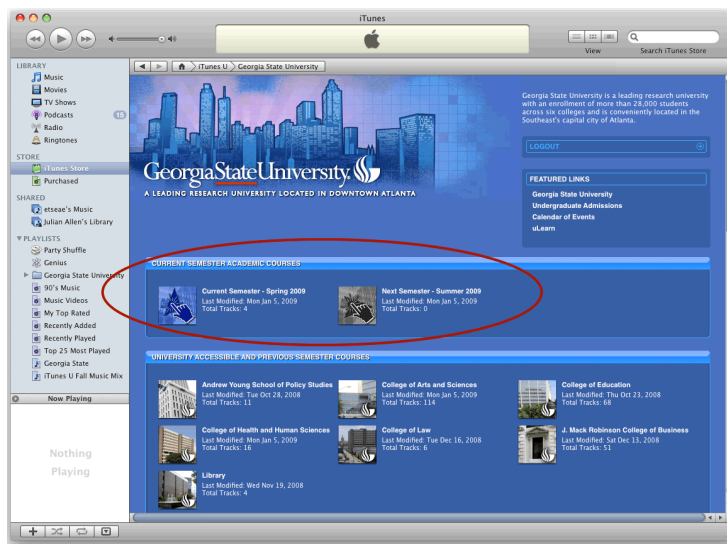 iTunes
View
Search iTunes Store
LIBRARY
Music
Movies
TV Shows
Podcasts 15
Radio
Ringtones
STORE
iTunes Store
Purchased
SHARED
etseae's Music
Julian Allen's Library
PLAYLISTS
Party Shuffle
Genius
Georgia State University
90's Music
Music Videos
My Top Rated
Recently Added
Recently Played
Top 25 Most Played
Georgia State
iTunes U Fall Music Mix
Now Playing
Nothing
Playing
iTunes U Georgia State University
GeorgiaStateUniversity
A LEADING RESEARCH UNIVERSITY LOCATED IN DOWNTOWN ATLANTA
Georgia State University is a leading research university
with an enrollment of more than 28,000 students
across six colleges and is conveniently located in the
Southeast's capital city of Atlanta.
LOGOUT
FEATURED LINKS
Georgia State University
Undergraduate Admissions
Calendar of Events
uLearn
CURRENT SEMESTER ACADEMIC COURSES
Current Semester - Spring 2009
Last Modified: Mon Jan 5, 2009
Total Tracks: 4
Next Semester - Summer 2009
Last Modified: Mon Jan 5, 2009
Total Tracks: 0
UNIVERSITY ACCESSIBLE AND PREVIOUS SEMESTER COURSES
Andrew Young School of Policy Studies
Last Modified: Tue Oct 28, 2008
Total Tracks: 11
College of Arts and Sciences
Last Modified: Mon Jan 5, 2009
Total Tracks: 114
College of Education
Last Modified: Thu Oct 23, 2008
Total Tracks: 68
College of Health and Human Sciences
Last Modified: Mon Jan 5, 2009
Total Tracks: 16
College of Law
Last Modified: Tue Dec 16, 2008
Total Tracks: 6
J. Mack Robinson College of Business
Last Modified: Sat Dec 13, 2008
Total Tracks: 51
Library
Last Modified: Wed Nov 19, 2008
Total Tracks: 4